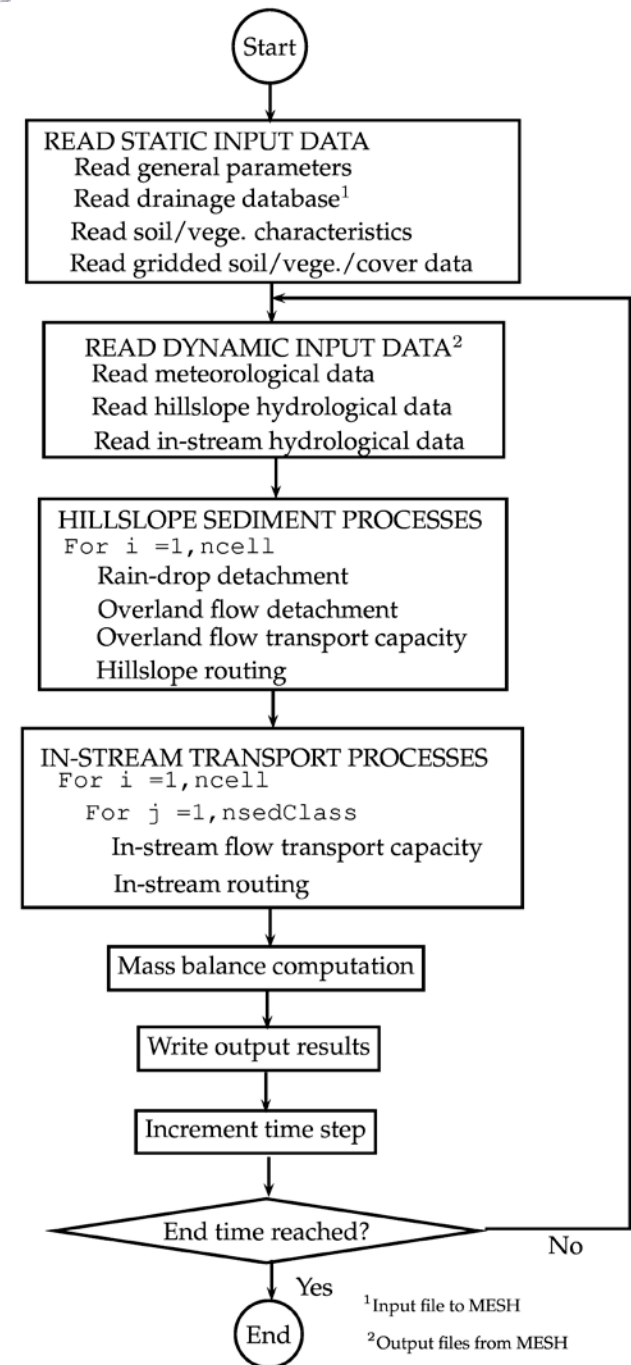 Start
READ STATIC INPUT DATA
Read general parameters
Read drainage database¹
Read soil/vege. characteristics
Read gridded soil/vege./cover data
READ DYNAMIC INPUT DATA²
Read meteorological data
Read hillslope hydrological data
Read in-stream hydrological data
HILLSLOPE SEDIMENT PROCESSES
For i =1,ncell
Rain-drop detachment
Overland flow detachment
Overland flow transport capacity
Hillslope routing
IN-STREAM TRANSPORT PROCESSES
For i =1,ncell
For j =1,nsedClass
In-stream flow transport capacity
In-stream routing
Mass balance computation
Write output results
Increment time step
End time reached?
No
Yes
¹Input file to MESH
End
²Output files from MESH